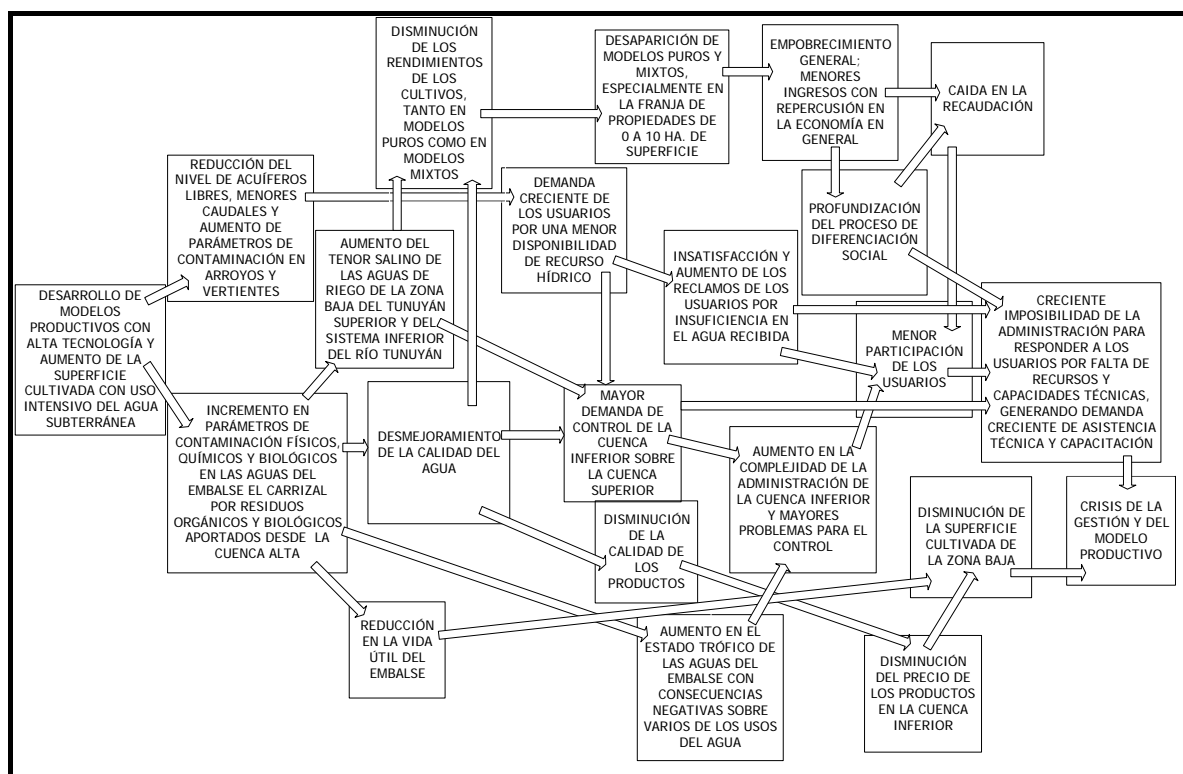 DISMINUCIÓN
DE LOS
RENDIMIENTOS
DE LOS
CULTIVOS,
TANTO EN
MODELOS
PUROS COMO EN
MODELOS
MIXTOS
DESAPARICIÓN DE
MODELOS PUROS Y
MIXTOS,
ESPECIALMENTE EN
LA FRANJA DE
PROPIEDADES DE
0 A 10 HA. DE
SUPERFICIE
EMPOBRECIMIENTO
GENERAL;
MENORES
INGRESOS CON
REPERCUSIÓN EN
LA ECONOMÍA EN
GENERAL
CAIDA EN LA
RECAUDACIÓN
REDUCCIÓN DEL
NIVEL DE ACUÍFEROS
LIBRES, MENORES
CAUDALES Y
AUMENTO DE
PARÁMETROS DE
CONTAMINACIÓN EN
ARROYOS Y
VERTIENTES
DEMANDA
CRECIENTE DE
LOS USUARIOS
POR UNA MENOR
DISPONIBILIDAD
DE RECURSO
HÍDRICO
PROFUNDIZACIÓN
DEL PROCESO DE
DIFERENCIACIÓN
SOCIAL
AUMENTO DEL
TENOR SALINO DE
LAS AGUAS DE
RIEGO DE LA ZONA
BAJA DEL TUNUYÁN
SUPERIOR Y DEL
SISTEMA INFERIOR
DEL RÍO TUNUYÁN
INSATISFACCIÓN Y
AUMENTO DE LOS
RECLAMOS DE LOS
USUARIOS POR
INSUFICIENCIA EN
EL AGUA RECIBIDA
DESARROLLO DE
MODELOS
PRODUCTIVOS CON
ALTA TECNOLOGÍA Y
AUMENTO DE LA
SUPERFICIE
CULTIVADA CON USO
INTENSIVO DEL AGUA
SUBTERRÁNEA
MENOR
PARTICIPACIÓN
DE LOS
USUARIOS
CRECIENTE
IMPOSIBILIDAD DE LA
ADMINISTRACIÓN PARA
RESPONDER A LOS
USUARIOS POR FALTA DE
RECURSOS Y
CAPACIDADES TÉCNICAS,
GENERANDO DEMANDA
CRECIENTE DE ASISTENCIA
TÉCNICA Y CAPACITACIÓN
INCREMENTO EN
PARÁMETROS DE
CONTAMINACIÓN FÍSICOS,
QUÍMICOS Y BIOLÓGICOS
EN LAS AGUAS DEL
EMBALSE EL CARRIZAL
POR RESIDUOS
ORGÁNICOS Y BIOLÓGICOS
APORTADOS DESDE LA
CUENCA ALTA
DESMEJORAMIENTO
DE LA CALIDAD DEL
AGUA
MAYOR
DEMANDA DE
CONTROL DE LA
CUENCA
INFERIOR SOBRE
LA CUENCA
SUPERIOR
AUMENTO EN LA
COMPLEJIDAD DE LA
ADMINISTRACIÓN DE
LA CUENCA INFERIOR
Y MAYORES
PROBLEMAS PARA EL
CONTROL
DISMINUCIÓN DE
LA SUPERFICIE
CULTIVADA DE
LA ZONA BAJA
CRISIS DE LA
GESTIÓN Y DEL
MODELO
PRODUCTIVO
DISMINUCIÓN
DE LA
CALIDAD DE
LOS
PRODUCTOS
REDUCCIÓN
EN LA VIDA
ÚTIL DEL
EMBALSE
AUMENTO EN EL
ESTADO TRÓFICO DE
LAS AGUAS DEL
EMBALSE CON
CONSECUENCIAS
NEGATIVAS SOBRE
VARIOS DE LOS USOS
DEL AGUA
DISMINUCIÓN
DEL PRECIO DE
LOS PRODUCTOS
EN LA CUENCA
INFERIOR